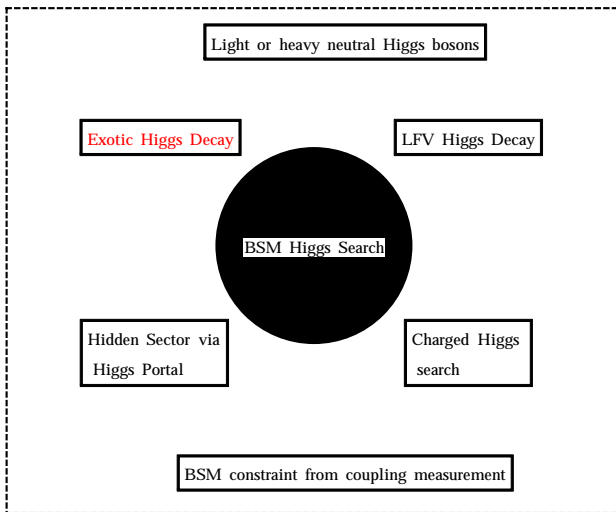 Light or heavy neutral Higgs bosons
Exotic Higgs Decay
LFV Higgs Decay
BSM Higgs Search
Hidden Sector via
Higgs Portal
Charged Higgs
search
BSM constraint from coupling measurement